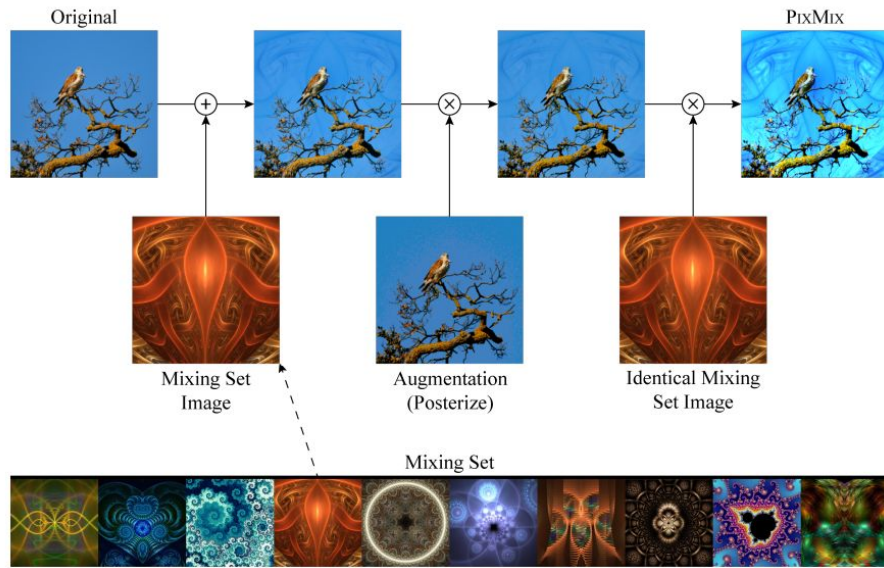 Original
PIXMIX
+
×
×
Mixing Set
Image
Augmentation
(Posterize)
Identical Mixing
Set Image
Mixing Set